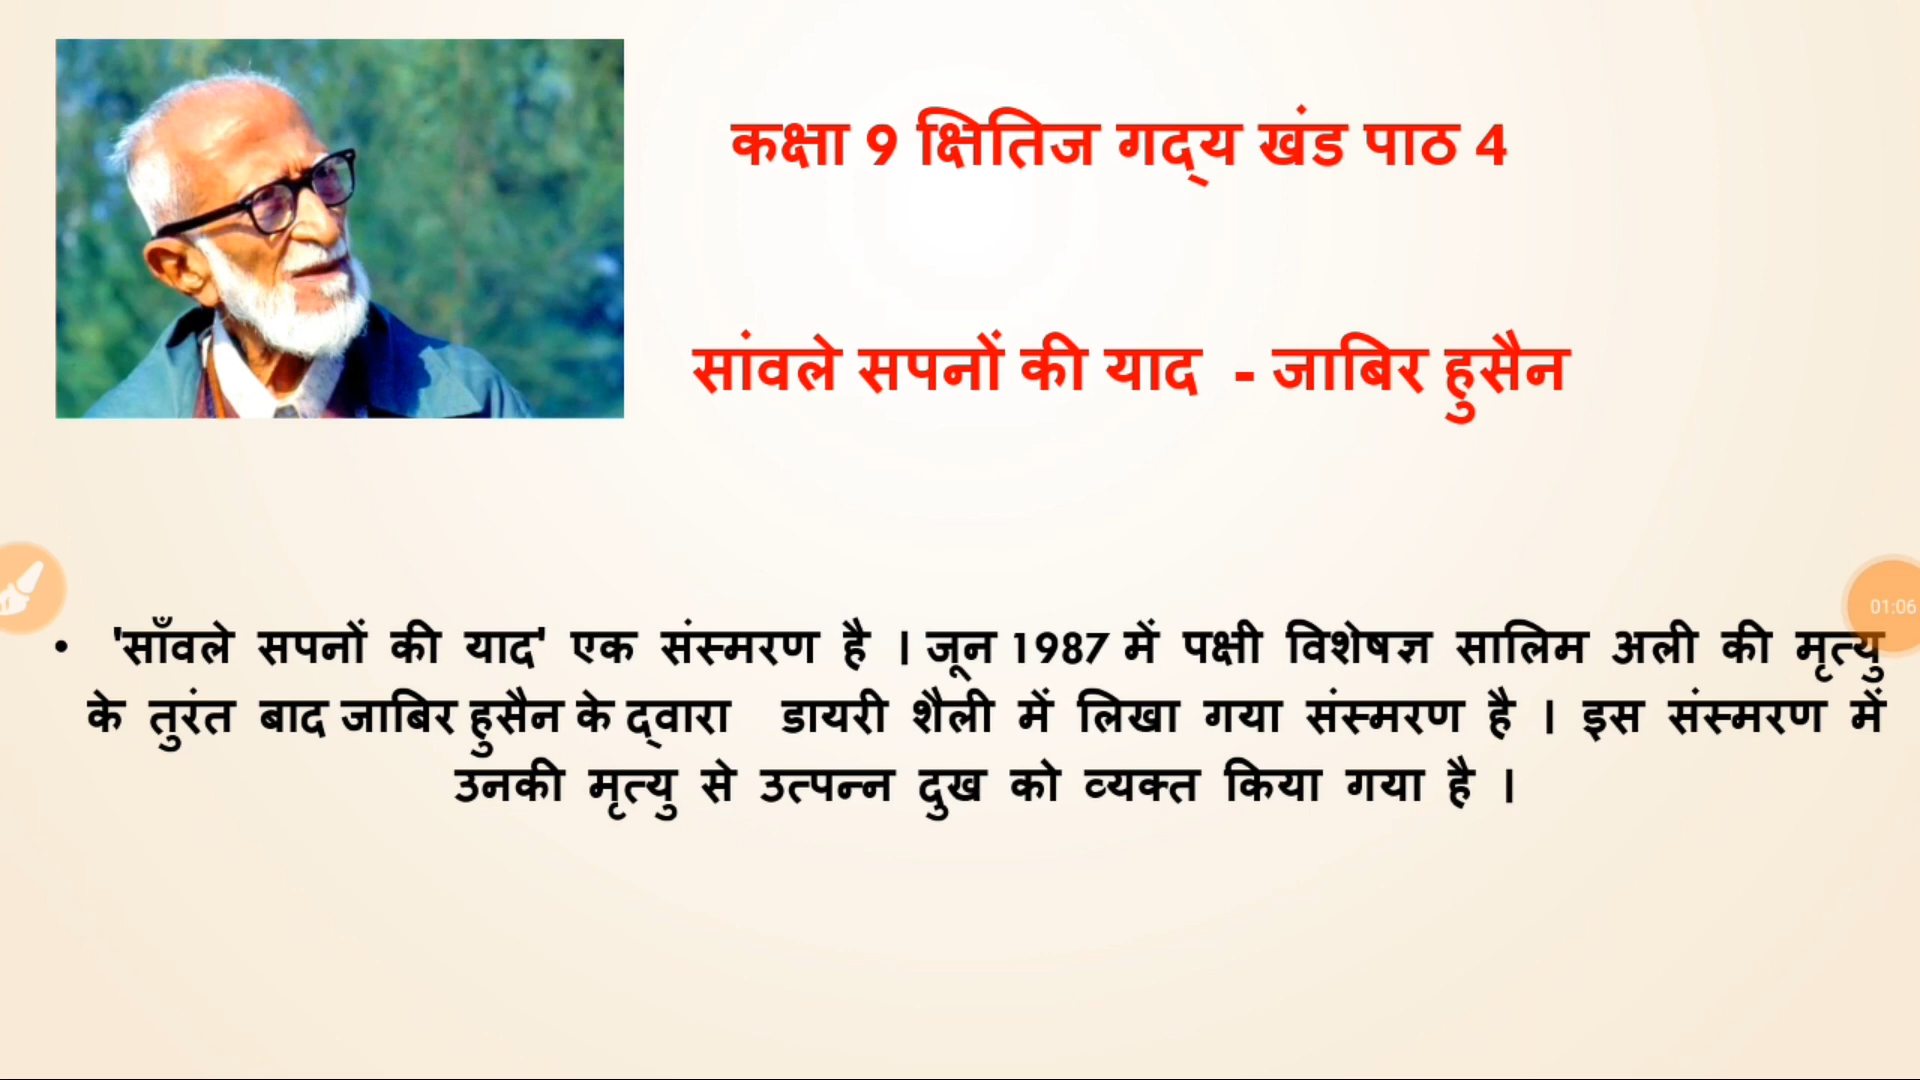 कक्षा 9 क्षितिज गद्य खंड पाठ 4
सांवले सपनों की याद - जाबिर हुसैन
01:06
• 'साँवले सपनों की याद' एक संस्मरण है । जून 1987 में पक्षी विशेषज्ञ सालिम अली की मृत्यु
के तुरंत बाद जाबिर हुसैन के द्वारा डायरी शैली में लिखा गया संस्मरण है । इस संस्मरण में
उनकी मृत्यु से उत्पन्न दुख को व्यक्त किया गया है ।